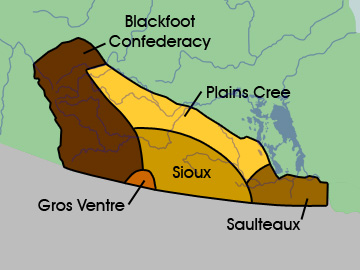 Blackfoot
Confederacy
Plains Cree
Sioux
Gros Ventre
Saulteaux